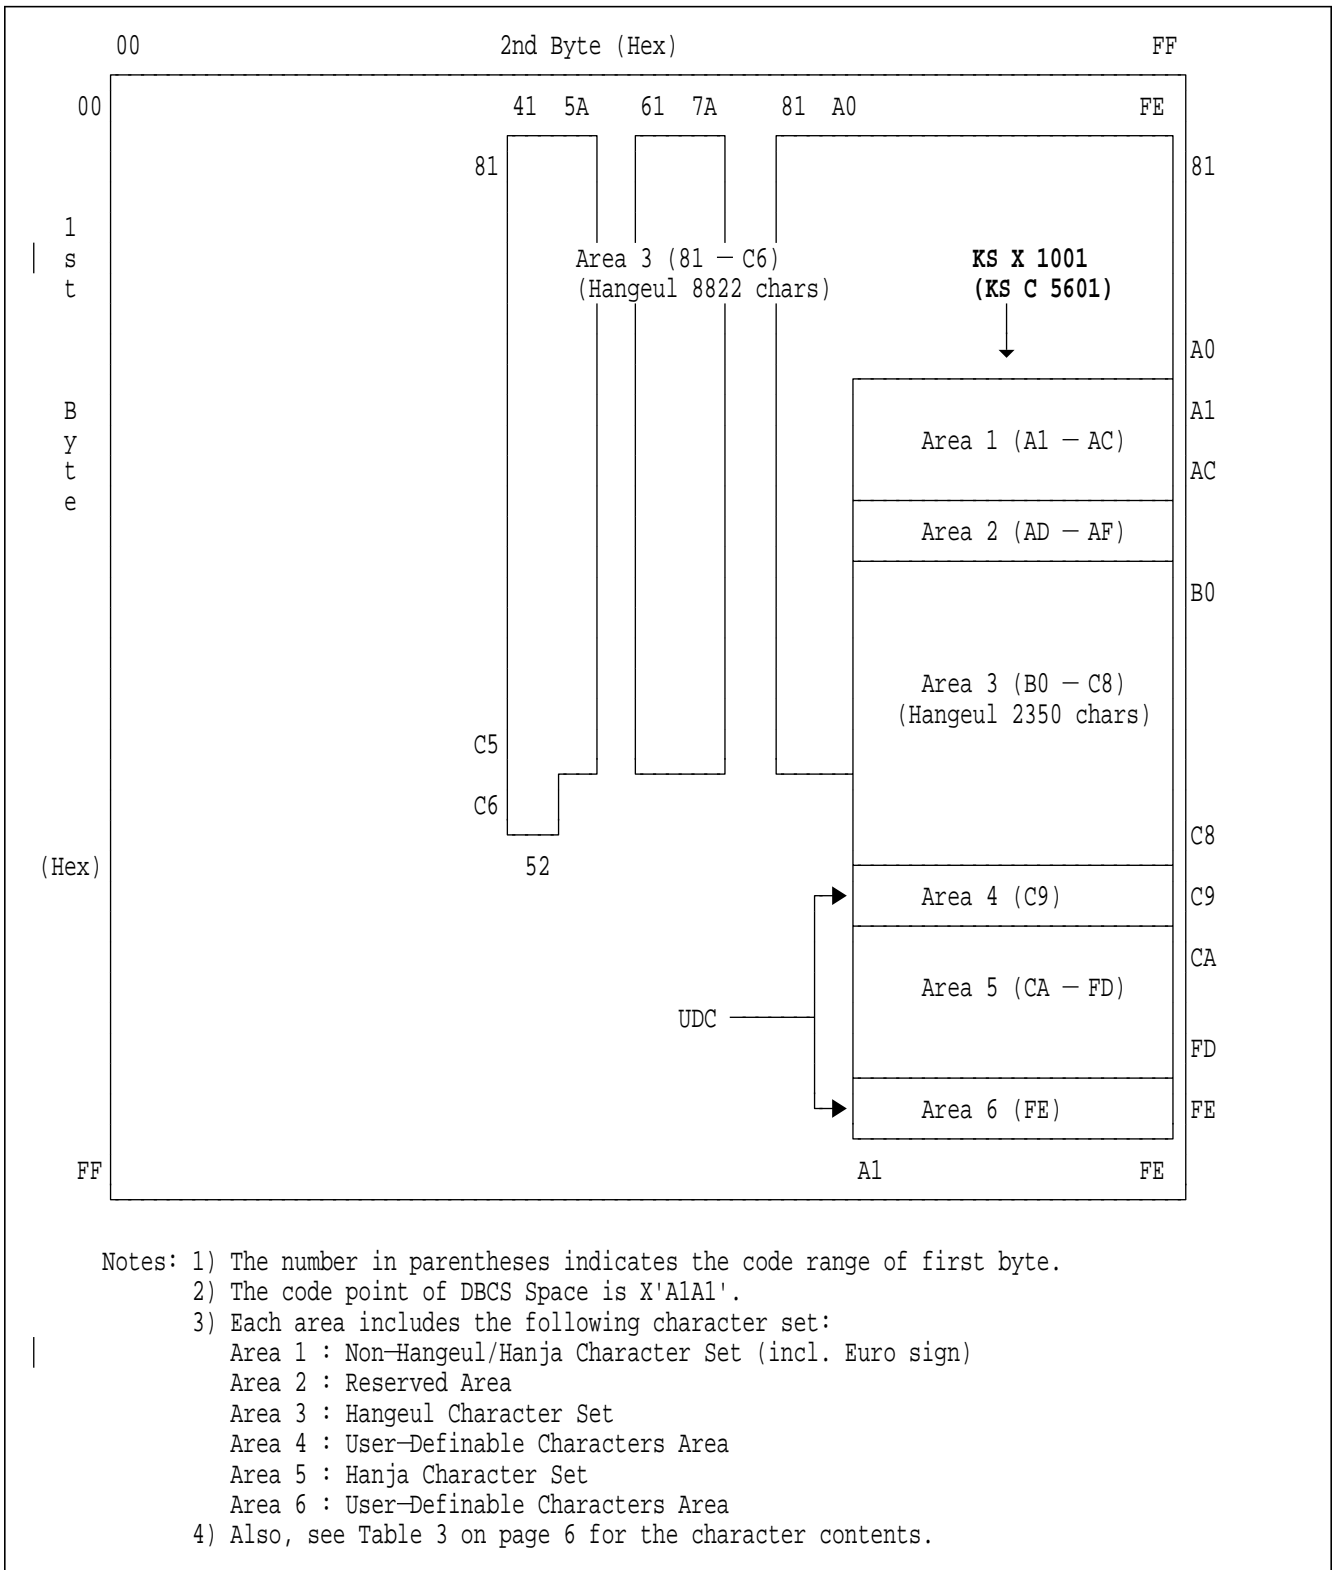 00 2nd Byte (Hex) FF
00 41 5A 61 7A 81 A0 FE
81 81
1
s Area 3 (81 — C6) KS X 1001
t (Hangeul 8822 chars) (KS C 5601)
A0
B A1
y Area 1 (A1 — AC)
t AC
e
Area 2 (AD — AF)
B0
Area 3 (B0 — C8)
(Hangeul 2350 chars)
C5
C6
C8
(Hex) 52
Area 4 (C9) C9
CA
Area 5 (CA — FD)
UDC
FD
Area 6 (FE) FE
FF A1 FE
Notes: 1) The number in parentheses indicates the code range of first byte.
2) The code point of DBCS Space is X'A1A1'.
3) Each area includes the following character set:
Area 1 : Non—Hangeul/Hanja Character Set (incl. Euro sign)
Area 2 : Reserved Area
Area 3 : Hangeul Character Set
Area 4 : User—Definable Characters Area
Area 5 : Hanja Character Set
Area 6 : User—Definable Characters Area
4) Also, see Table 3 on page 6 for the character contents.